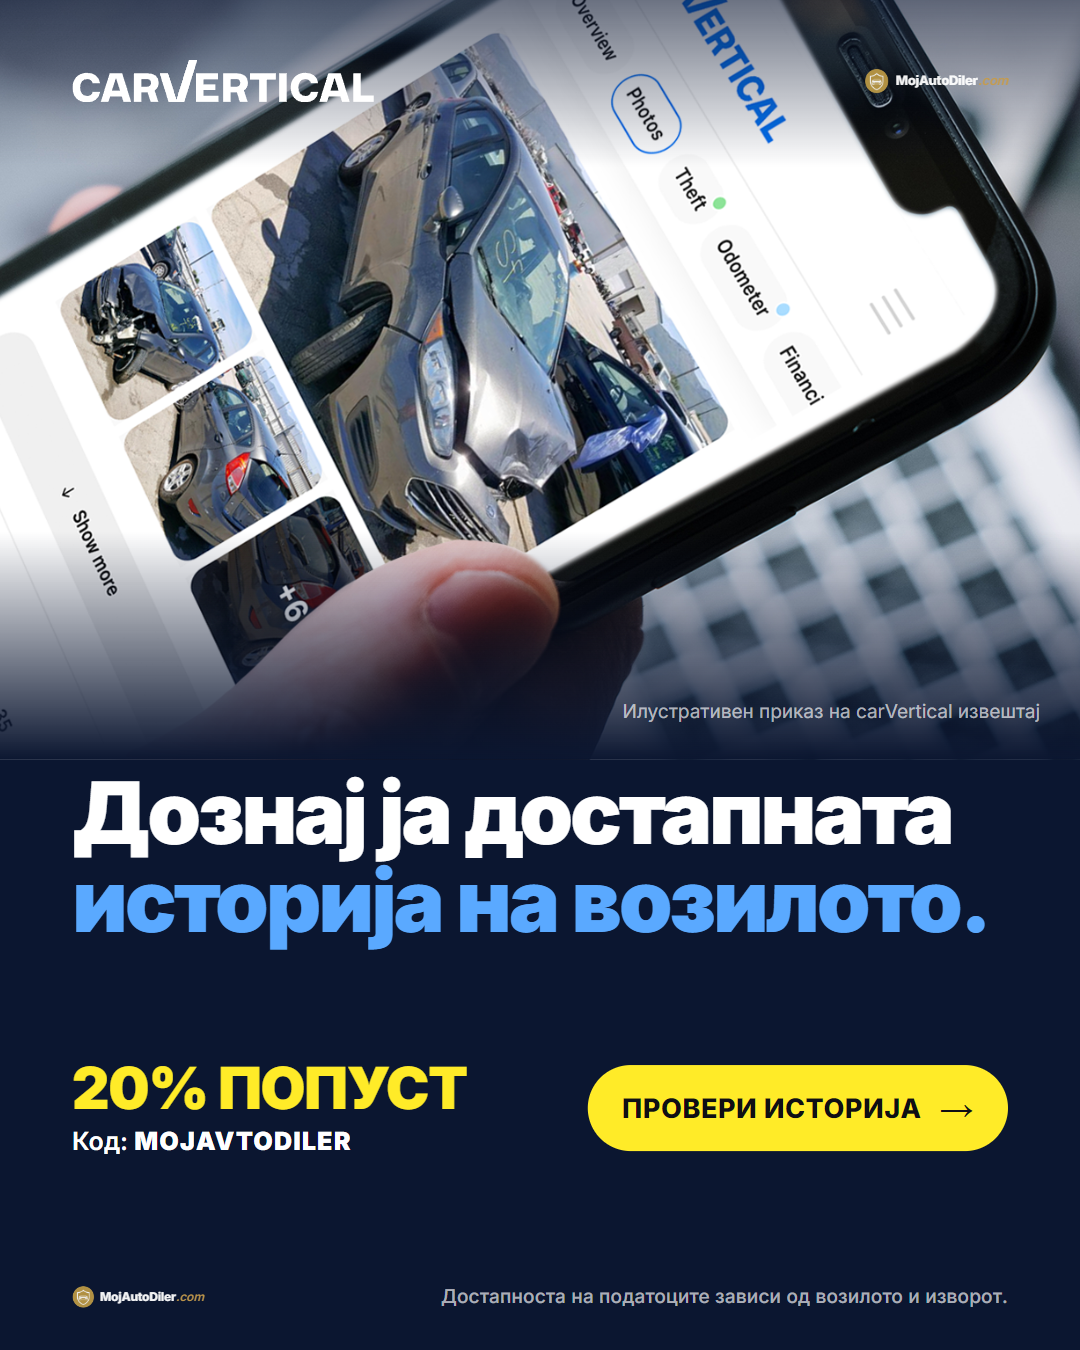 CARVERTICAL
MojAutoDiler.com
VERTICAL
Overview
Photos
Theft
Odometer
Financi
Show more
+6
35
Илустративен приказ на carVertical извештај
Дознај ја достапната
историја на возилото.
20% ПОПУСТ
Код: MOJAVTODILER
ПРОВЕРИ ИСТОРИЈА →
MojAutoDiler.com
Достапноста на податоците зависи од возилото и изворот.